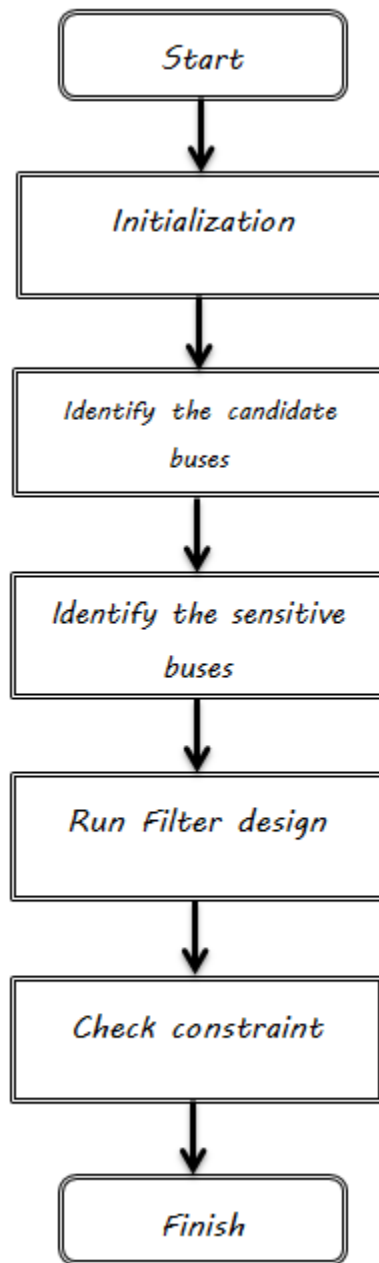 Start
Initialization
Identify the candidate
buses
Identify the sensitive
buses
Run Filter design
Check constraint
Finish